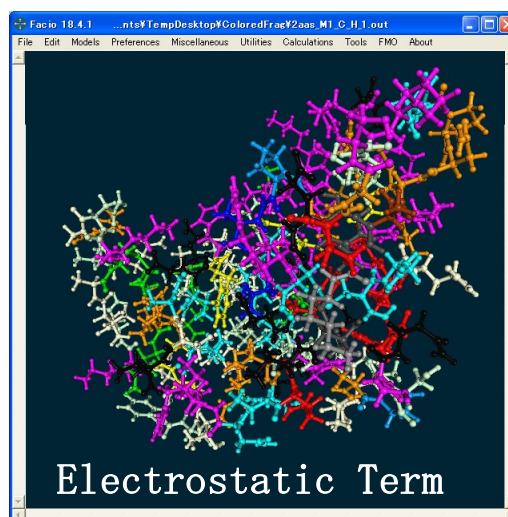 Facio 18.4.1 ...nts¥TempDesktop¥ColoredFrag¥2aas_M1_C_H_1.out
File Edit Models Preferences Miscellaneous Utilities Calculations Tools FMO About
Electrostatic Term